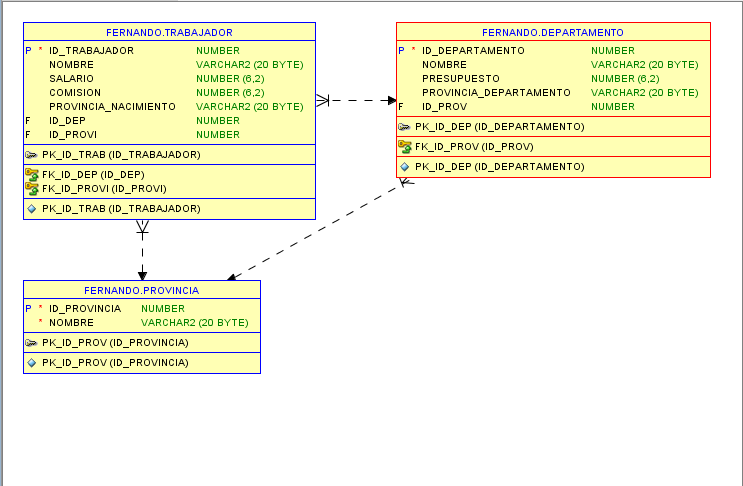 FERNANDO.TRABAJADOR
P * ID_TRABAJADOR NUMBER
NOMBRE VARCHAR2 (20 BYTE)
SALARIO NUMBER (6,2)
COMISION NUMBER (6,2)
PROVINCIA_NACIMIENTO VARCHAR2 (20 BYTE)
F ID_DEP NUMBER
F ID_PROVI NUMBER
PK_ID_TRAB (ID_TRABAJADOR)
FK_ID_DEP (ID_DEP)
FK_ID_PROVI (ID_PROVI)
PK_ID_TRAB (ID_TRABAJADOR)
FERNANDO.DEPARTAMENTO
P * ID_DEPARTAMENTO NUMBER
NOMBRE VARCHAR2 (20 BYTE)
PRESUPUESTO NUMBER (6,2)
PROVINCIA_DEPARTAMENTO VARCHAR2 (20 BYTE)
F ID_PROV NUMBER
PK_ID_DEP (ID_DEPARTAMENTO)
FK_ID_PROV (ID_PROV)
PK_ID_DEP (ID_DEPARTAMENTO)
FERNANDO.PROVINCIA
P * ID_PROVINCIA NUMBER
* NOMBRE VARCHAR2 (20 BYTE)
PK_ID_PROV (ID_PROVINCIA)
PK_ID_PROV (ID_PROVINCIA)